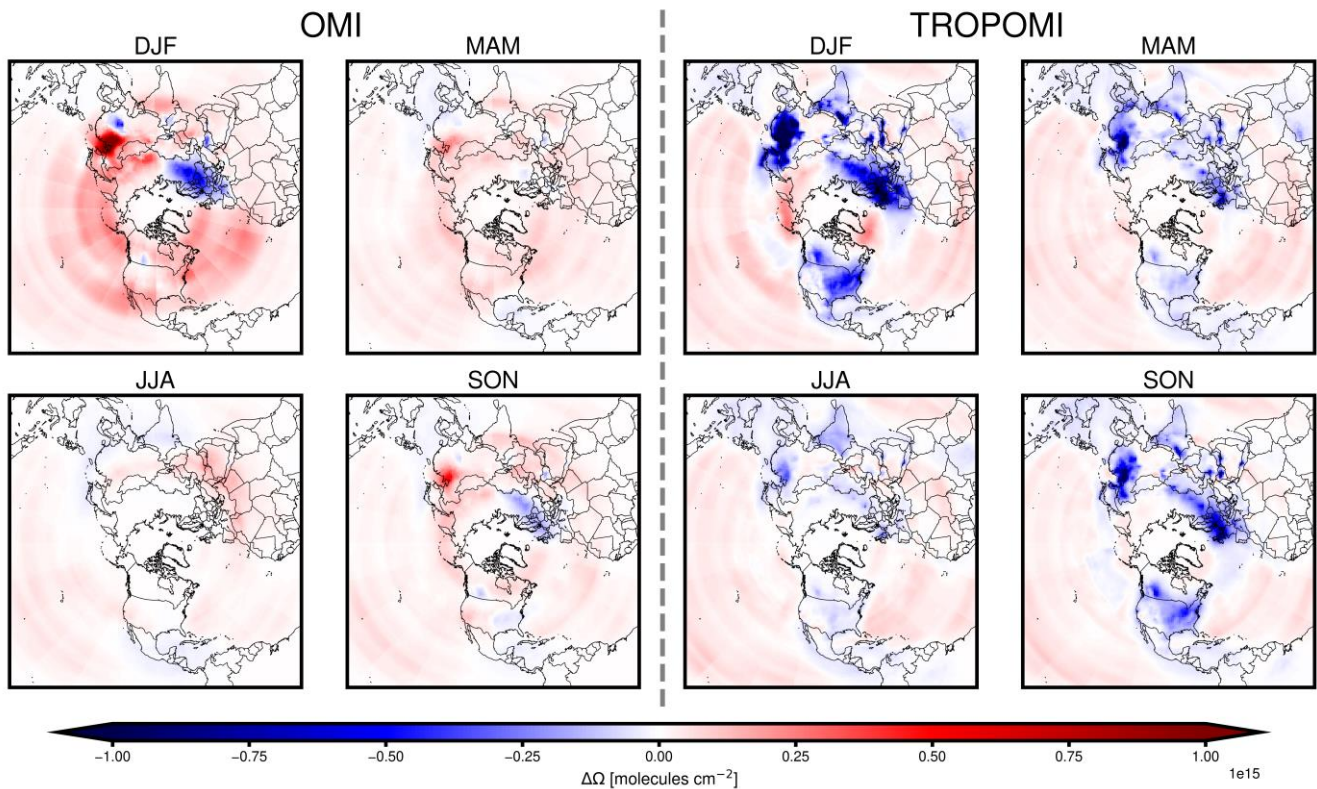 OMI
TROPOMI
DJF
MAM
DJF
MAM
JJA
SON
JJA
SON
−1.00
−0.75
−0.50
−0.25
0.00
0.25
0.50
0.75
1.00
1e15
ΔΩ [molecules cm⁻²]